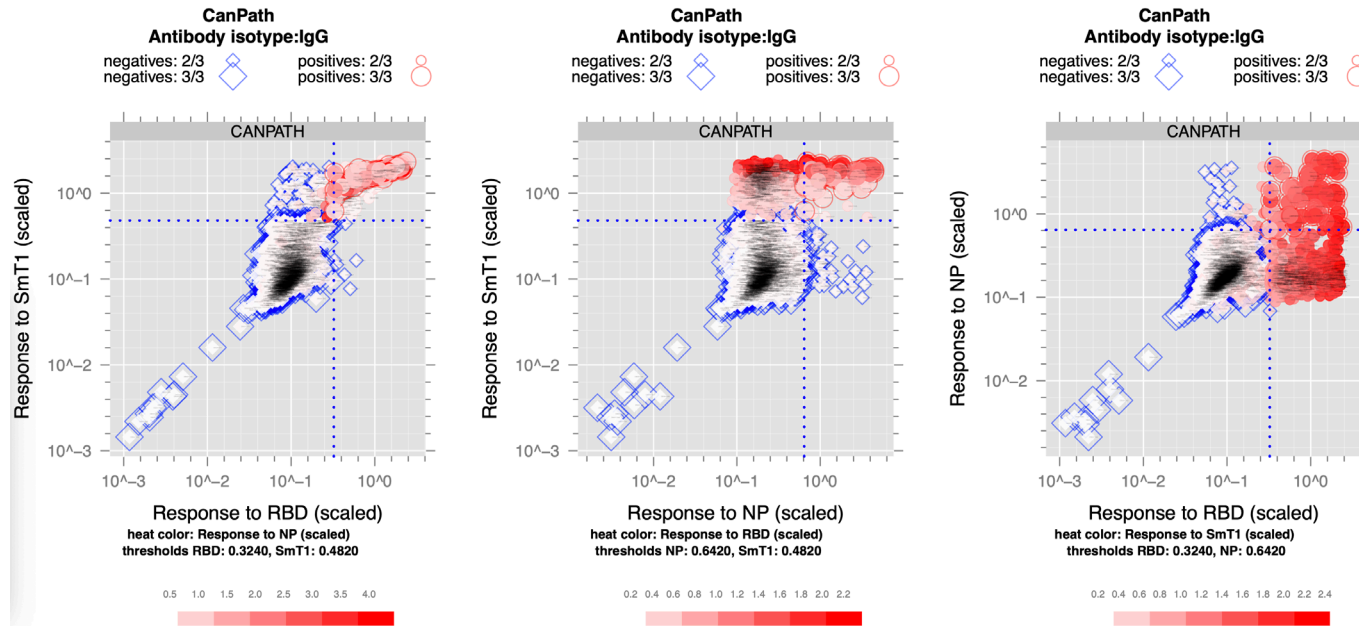 CanPath
Antibody isotype:IgG
negatives: 2/3 positives: 2/3
negatives: 3/3 positives: 3/3
CANPATH
Response to SmT1 (scaled)
10^0
10^-1
10^-2
10^-3
10^-3 10^-2 10^-1 10^0
Response to RBD (scaled)
heat color: Response to NP (scaled)
thresholds RBD: 0.3240, SmT1: 0.4820
0.5 1.0 1.5 2.0 2.5 3.0 3.5 4.0
CanPath
Antibody isotype:IgG
negatives: 2/3 positives: 2/3
negatives: 3/3 positives: 3/3
CANPATH
Response to SmT1 (scaled)
10^0
10^-1
10^-2
10^-3
10^-2 10^-1 10^0
Response to NP (scaled)
heat color: Response to RBD (scaled)
thresholds NP: 0.6420, SmT1: 0.4820
0.2 0.4 0.6 0.8 1.0 1.2 1.4 1.6 1.8 2.0 2.2
CanPath
Antibody isotype:IgG
negatives: 2/3 positives: 2/3
negatives: 3/3 positives: 3/3
CANPATH
Response to NP (scaled)
10^0
10^-1
10^-2
10^-3 10^-2 10^-1 10^0
Response to RBD (scaled)
heat color: Response to SmT1 (scaled)
thresholds RBD: 0.3240, NP: 0.6420
0.2 0.4 0.6 0.8 1.0 1.2 1.4 1.6 1.8 2.0 2.2 2.4